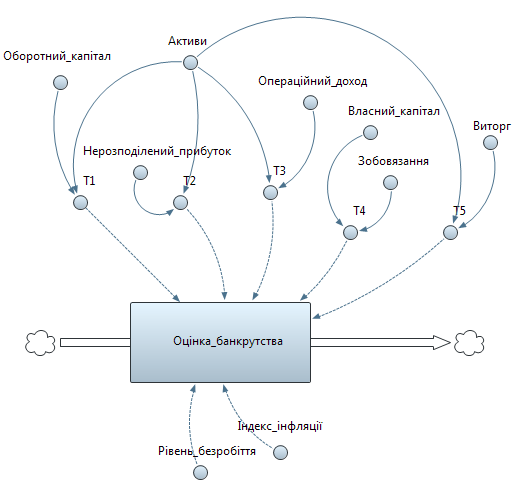 Активи
Оборотний_капітал
Операційний_доход
Власний_капітал
Виторг
Нерозподілений_прибуток
Зобовязання
T1
T2
T3
T4
T5
Оцінка_банкрутства
Індекс_інфляції
Рівень_безробіття